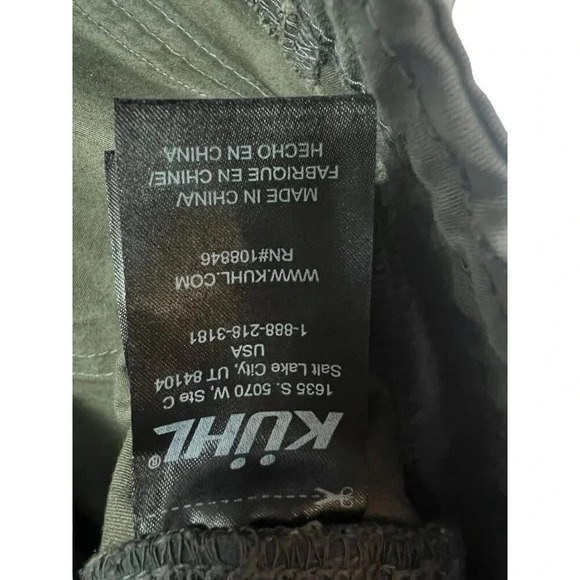 KÜHL®
1635 S. 5070 W, Ste C
Salt Lake City, UT 84104
USA
1-888-218-3181
WWW.KUHL.COM
RN#108846
MADE IN CHINA/
FABRIQUE EN CHINE/
HECHO EN CHINA